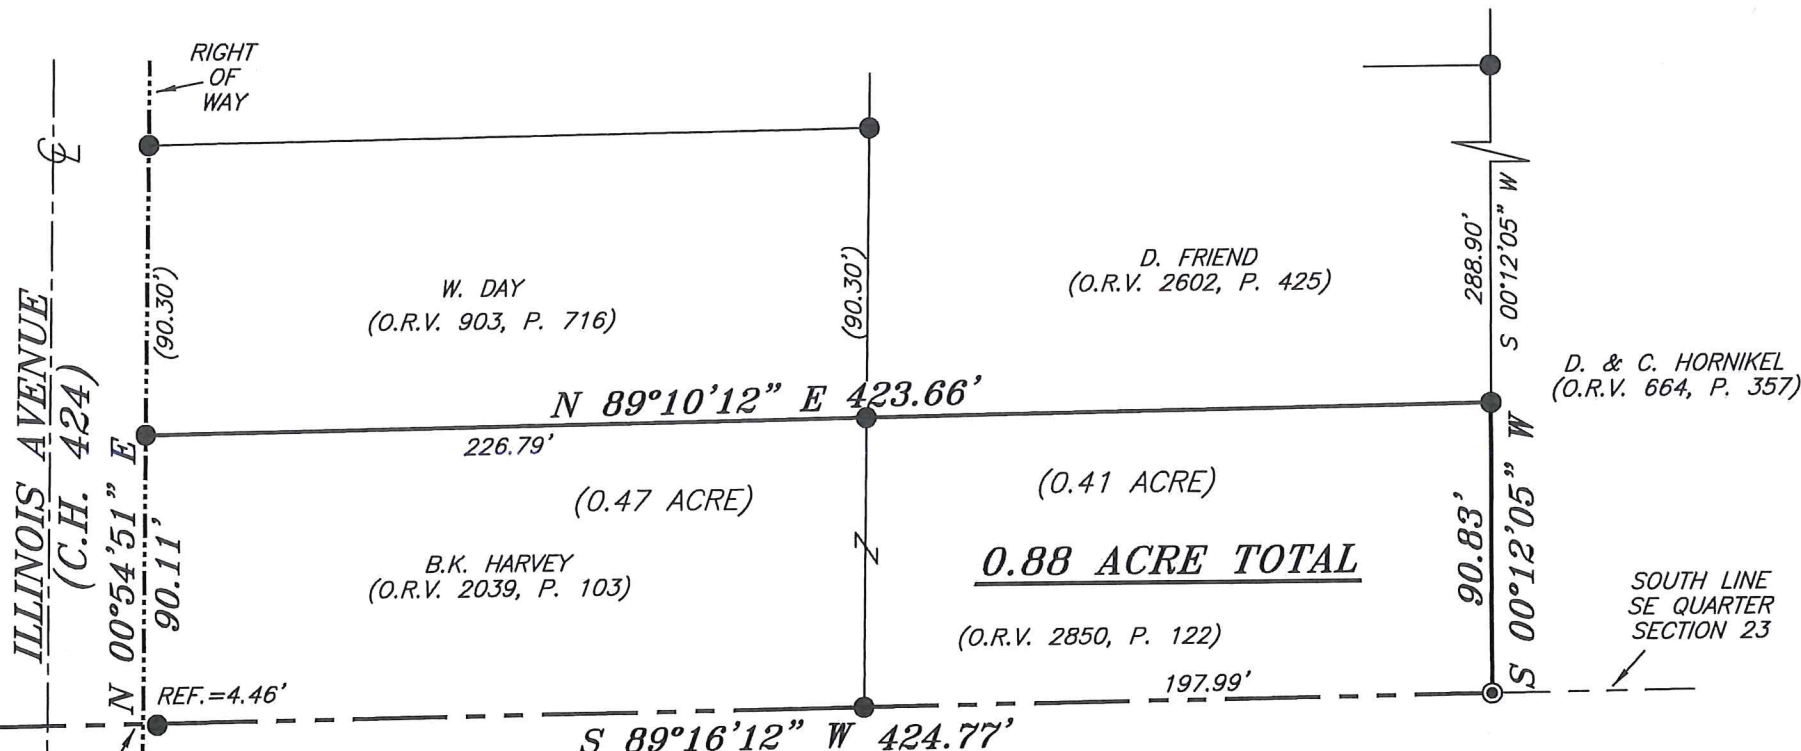 RIGHT
OF
WAY
℄
ILLINOIS AVENUE
(C.H. 424)
(90.30')
W. DAY
(O.R.V. 903, P. 716)
(90.30')
D. FRIEND
(O.R.V. 2602, P. 425)
288.90'
S 00°12'05" W
D. & C. HORNIKEL
(O.R.V. 664, P. 357)
N 89°10'12" E 423.66'
226.79'
N 00°54'51" E
90.11'
(0.47 ACRE)
B.K. HARVEY
(O.R.V. 2039, P. 103)
Z
(0.41 ACRE)
0.88 ACRE TOTAL
(O.R.V. 2850, P. 122)
90.83'
S 00°12'05" W
SOUTH LINE
SE QUARTER
SECTION 23
197.99'
REF.=4.46'
S 89°16'12" W 424.77'